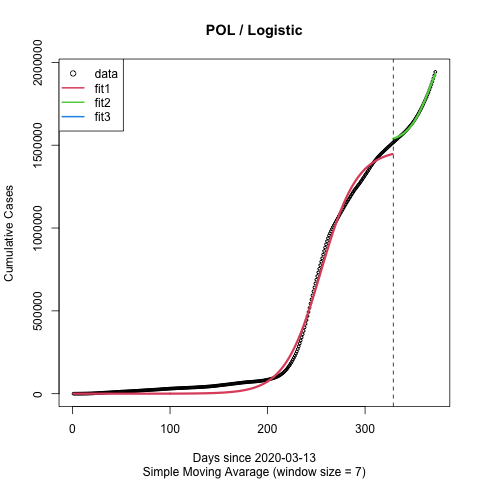 POL / Logistic
data
fit1
fit2
fit3
Cumulative Cases
0
500000
1000000
1500000
2000000
0
100
200
300
Days since 2020-03-13
Simple Moving Avarage (window size = 7)